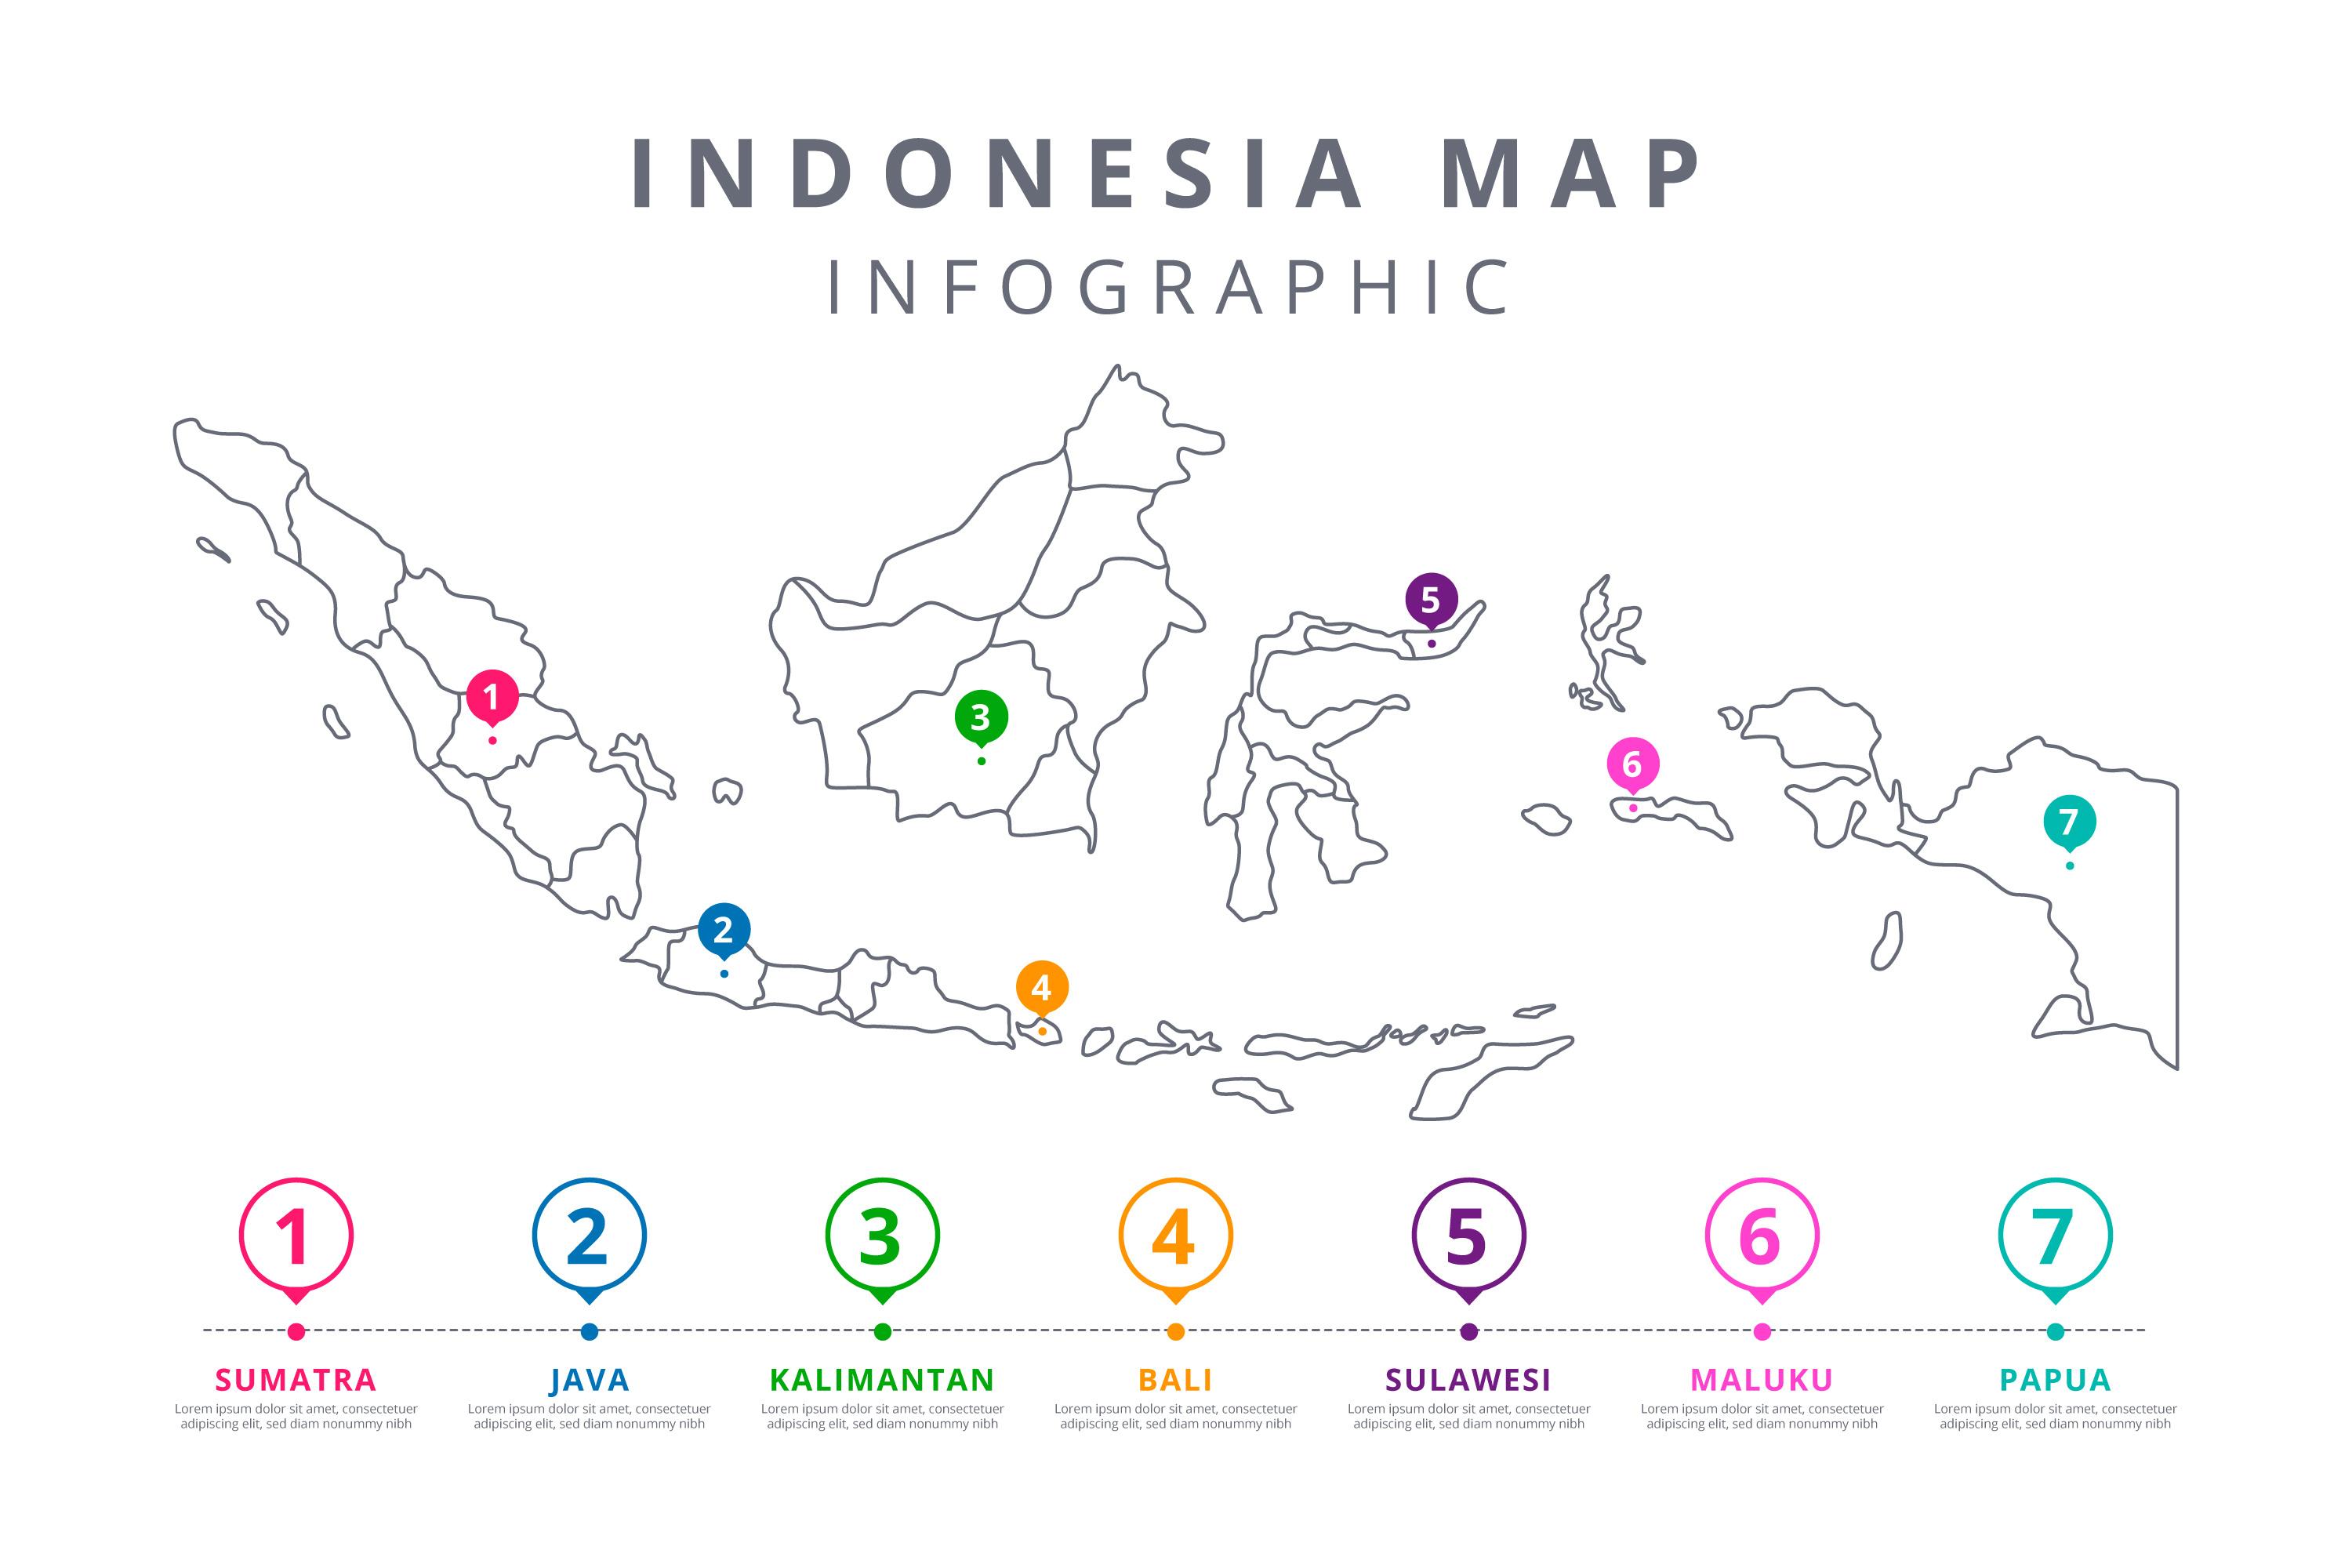 INDONESIA MAP
INFOGRAPHIC
5
1
3
6
7
2
4
1 2 3 4 5 6 7
SUMATRA JAVA KALIMANTAN BALI SULAWESI MALUKU PAPUA
Lorem ipsum dolor sit amet, consectetuer Lorem ipsum dolor sit amet, consectetuer Lorem ipsum dolor sit amet, consectetuer Lorem ipsum dolor sit amet, consectetuer Lorem ipsum dolor sit amet, consectetuer Lorem ipsum dolor sit amet, consectetuer Lorem ipsum dolor sit amet, consectetuer
adipiscing elit, sed diam nonummy nibh adipiscing elit, sed diam nonummy nibh adipiscing elit, sed diam nonummy nibh adipiscing elit, sed diam nonummy nibh adipiscing elit, sed diam nonummy nibh adipiscing elit, sed diam nonummy nibh adipiscing elit, sed diam nonummy nibh